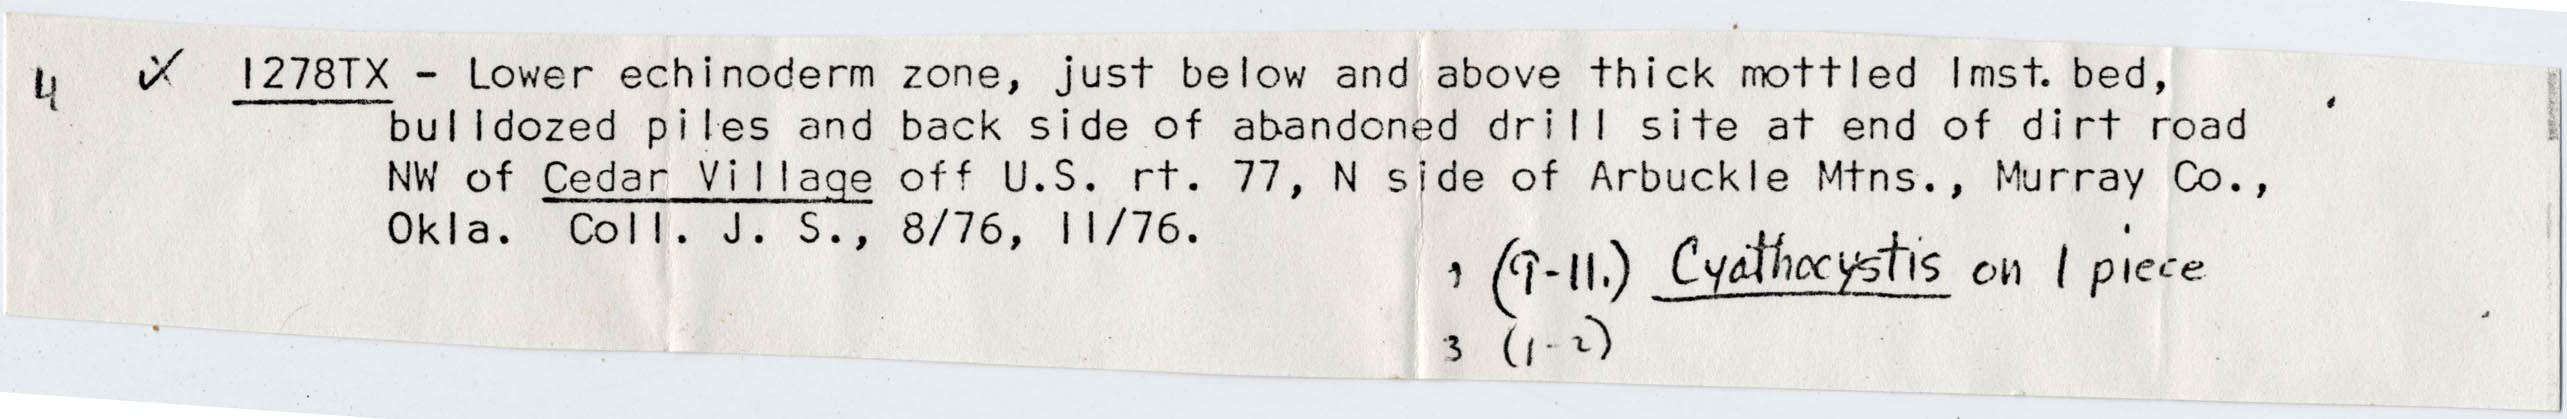 4 ✓ 1278TX - Lower echinoderm zone, just below and above thick mottled lmst. bed,
bulldozed piles and back side of abandoned drill site at end of dirt road
NW of Cedar Village off U.S. rt. 77, N side of Arbuckle Mtns., Murray Co.,
Okla. Coll. J. S., 8/76, 11/76.
(9-11.) Cyathocystis on 1 piece
3 (1-2)